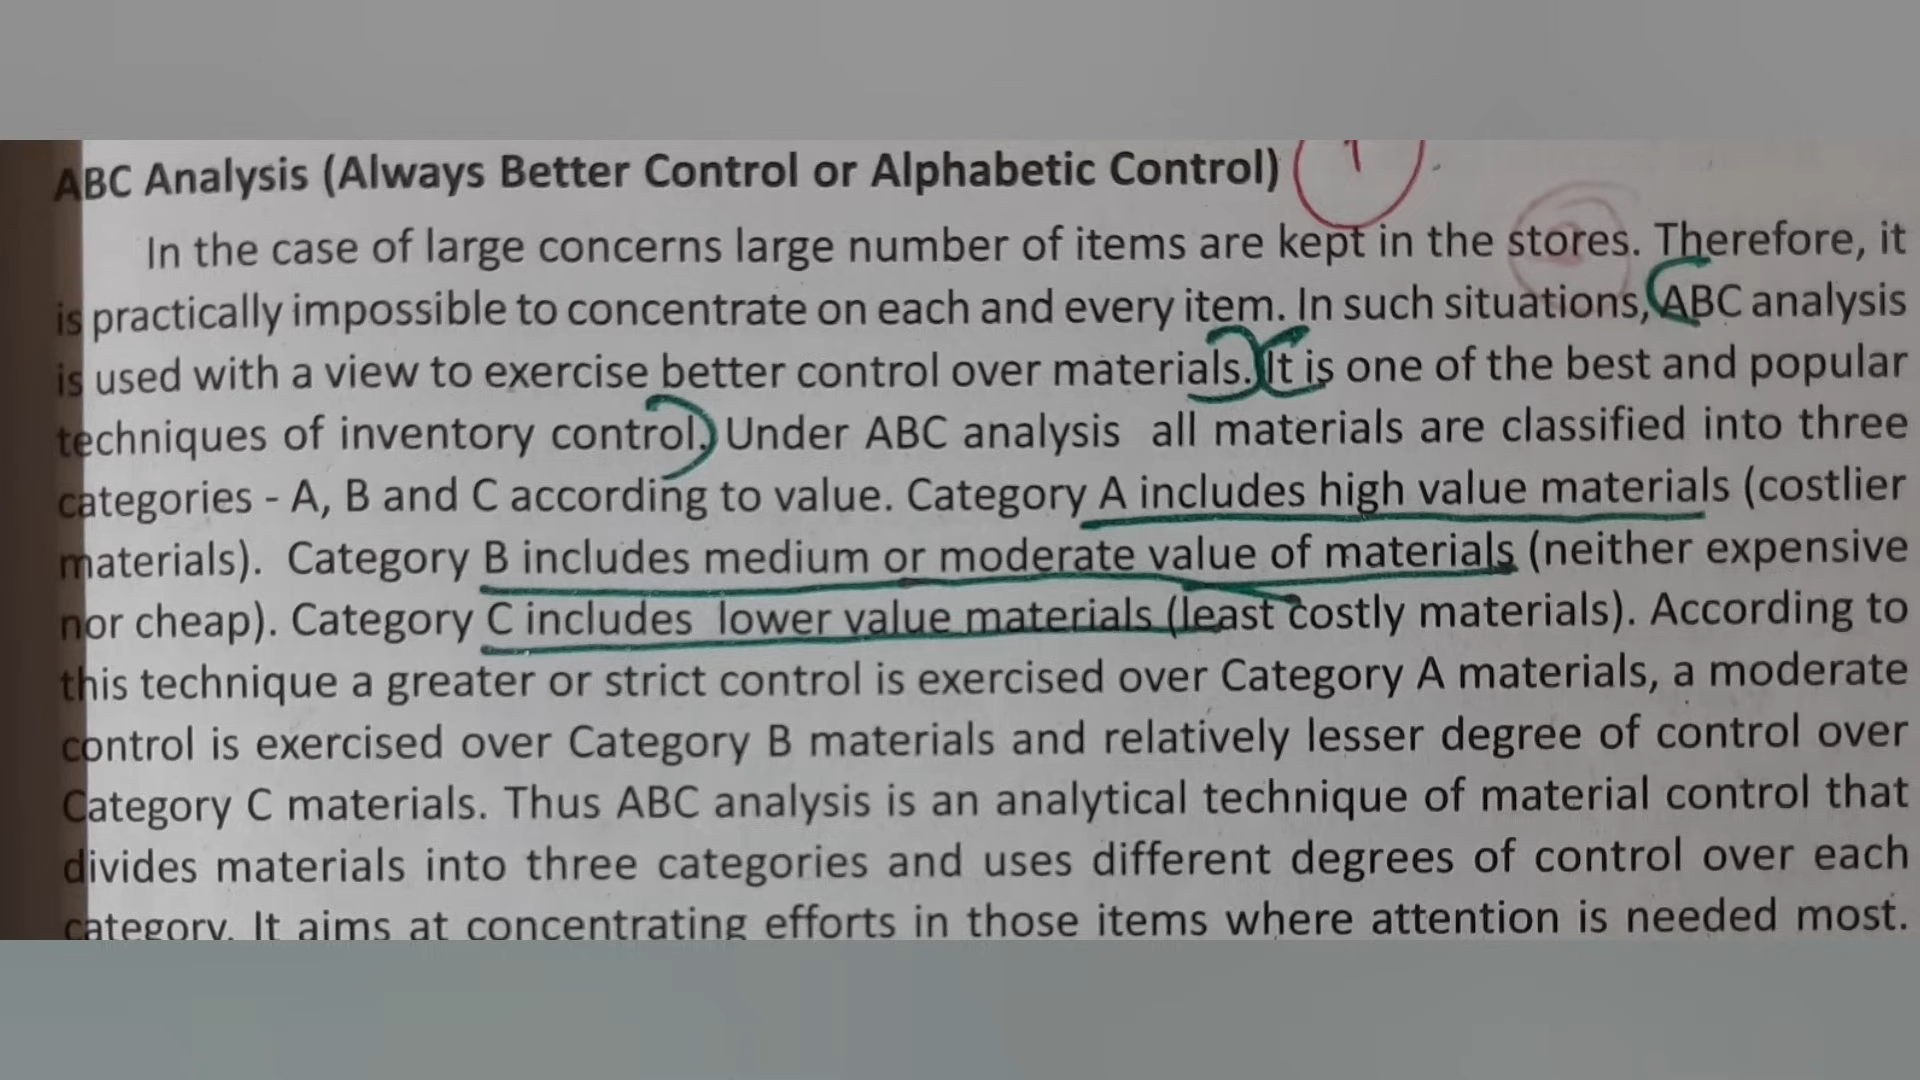 ABC Analysis (Always Better Control or Alphabetic Control) 1
In the case of large concerns large number of items are kept in the stores. Therefore, it
is practically impossible to concentrate on each and every item. In such situations, ABC analysis
is used with a view to exercise better control over materials. It is one of the best and popular
techniques of inventory control. Under ABC analysis all materials are classified into three
categories - A, B and C according to value. Category A includes high value materials (costlier
materials). Category B includes medium or moderate value of materials (neither expensive
nor cheap). Category C includes lower value materials (least costly materials). According to
this technique a greater or strict control is exercised over Category A materials, a moderate
control is exercised over Category B materials and relatively lesser degree of control over
Category C materials. Thus ABC analysis is an analytical technique of material control that
divides materials into three categories and uses different degrees of control over each
category. It aims at concentrating efforts in those items where attention is needed most.